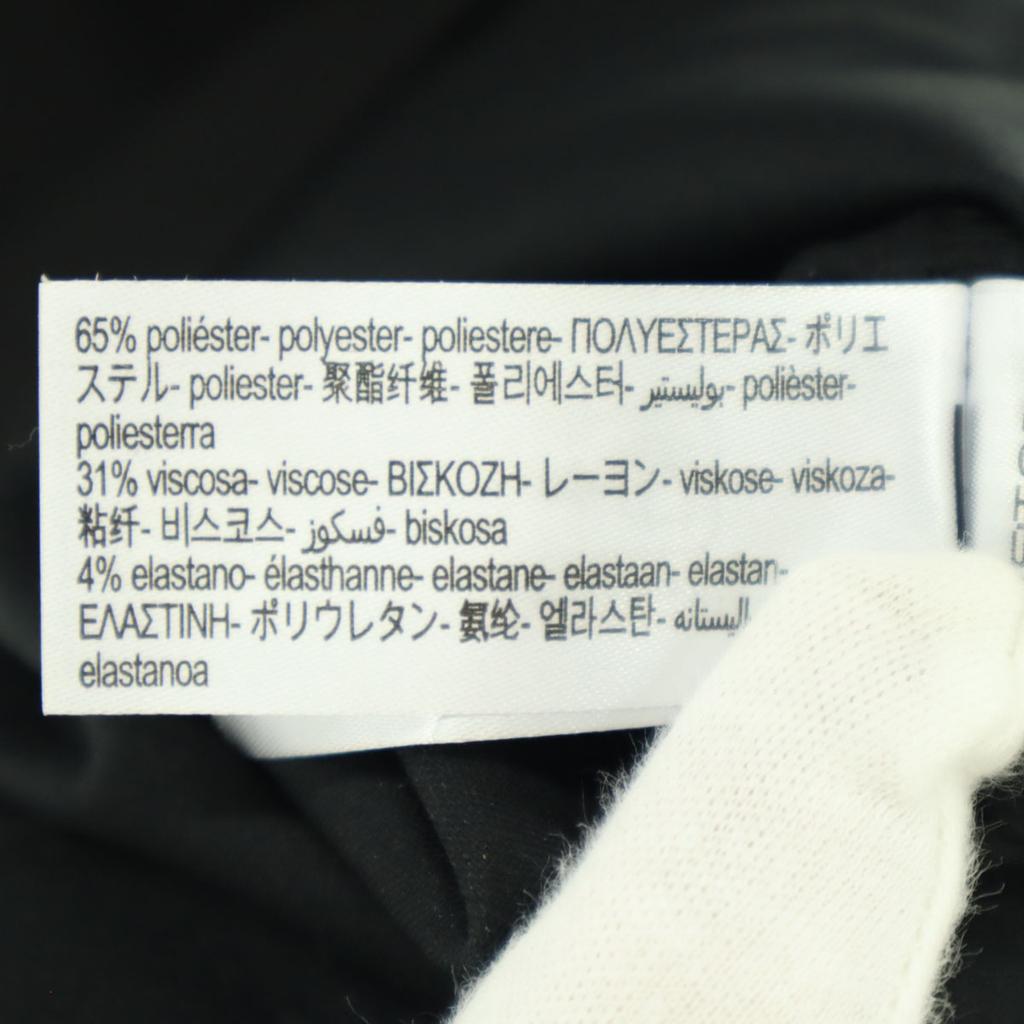 65% poliéster- polyester- poliestere- ΠΟΛΥΕΣΤΕΡΑΣ- ポリエ
ステル- poliester- 聚酯纤维- 폴리에스터- بوليستير- polièster-
poliesterra
31% viscosa- viscose- ΒΙΣΚΟΖΗ- レーヨン- viskose- viskoza-
粘纤- 비스코스- فسكوز- biskosa
4% elastano- élasthanne- elastane- elastaan- elastan-
ΕΛΑΣΤΙΝΗ- ポリウレタン- 氨纶- 엘라스탄- اليستانه
elastanoa